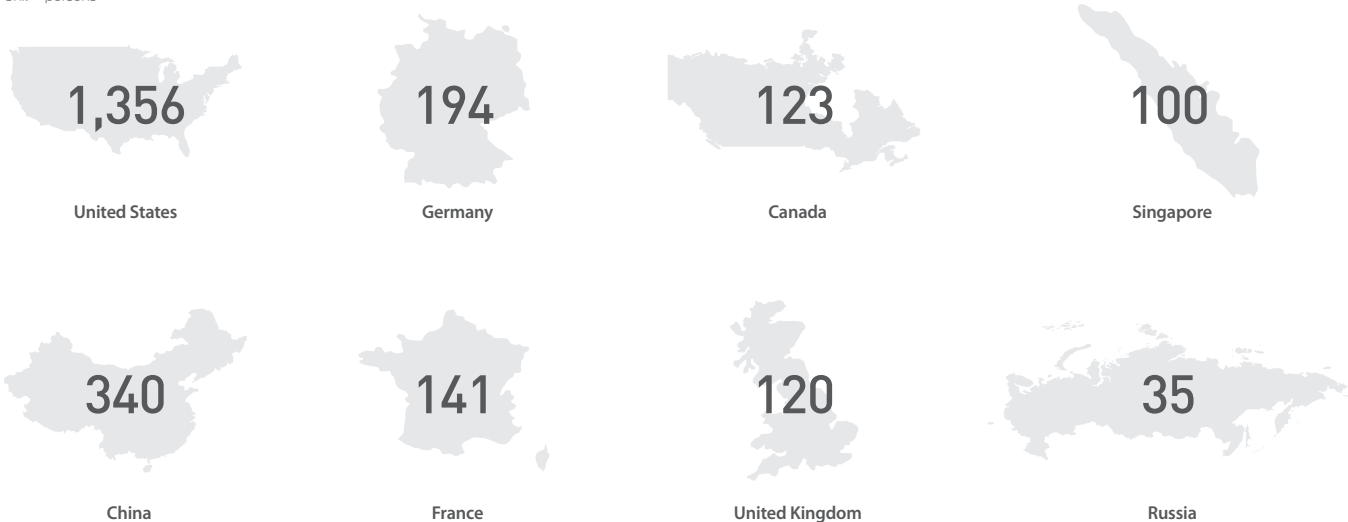 1,356
United States
194
Germany
123
Canada
100
Singapore
340
China
141
France
120
United Kingdom
35
Russia